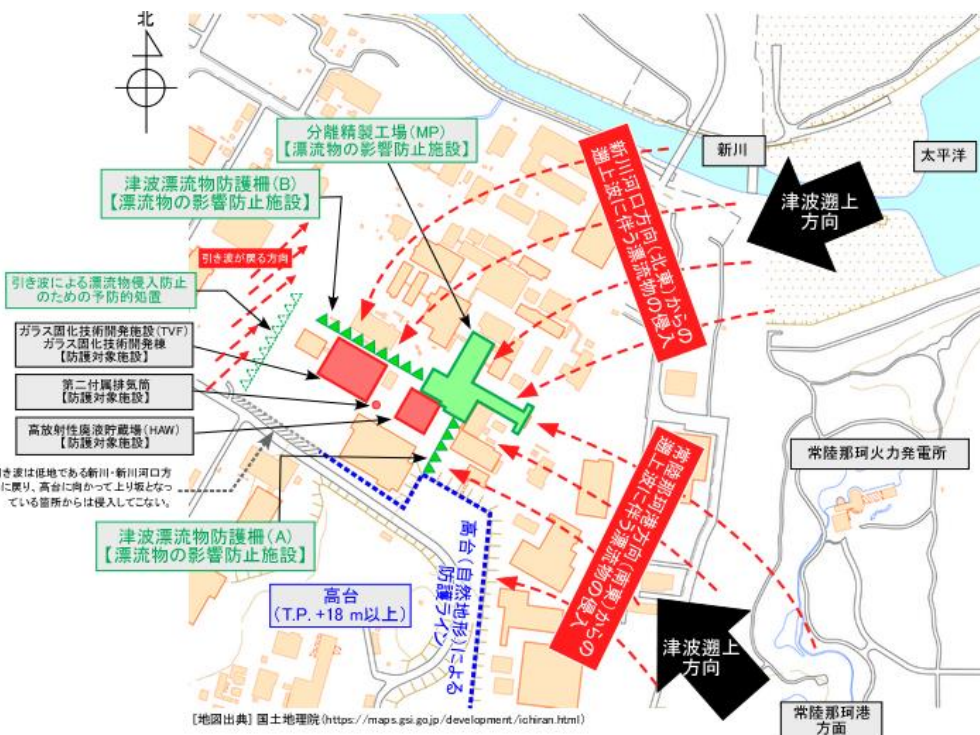 北
分離精製工場(MP)
【漂流物の影響防止施設】
新川
太平洋
津波漂流物防護柵(B)
【漂流物の影響防止施設】
新川河口方向(北東)からの
遡上波に伴う漂流物の侵入
津波遡上
方向
引き波が戻る方向
引き波による漂流物侵入防止
のための予防的処置
ガラス固化技術開発施設(TVF)
ガラス固化技術開発棟
【防護対象施設】
第二付属排気筒
【防護対象施設】
高放射性廃液貯蔵場(HAW)
【防護対象施設】
常陸那珂火力発電所
き波は低地である新川・新川河口方
に戻り、高台に向かって上り坂となっ
ている箇所からは侵入してこない。
常陸那珂港方向(南東)からの
遡上波に伴う漂流物の侵入
津波漂流物防護柵(A)
【漂流物の影響防止施設】
高台
(T.P. +18 m以上)
高台(自然地形)による
防護ライン
津波遡上
方向
常陸那珂港
方面
[地図出典] 国土地理院(https://maps.gsi.go.jp/development/ichiran.html)